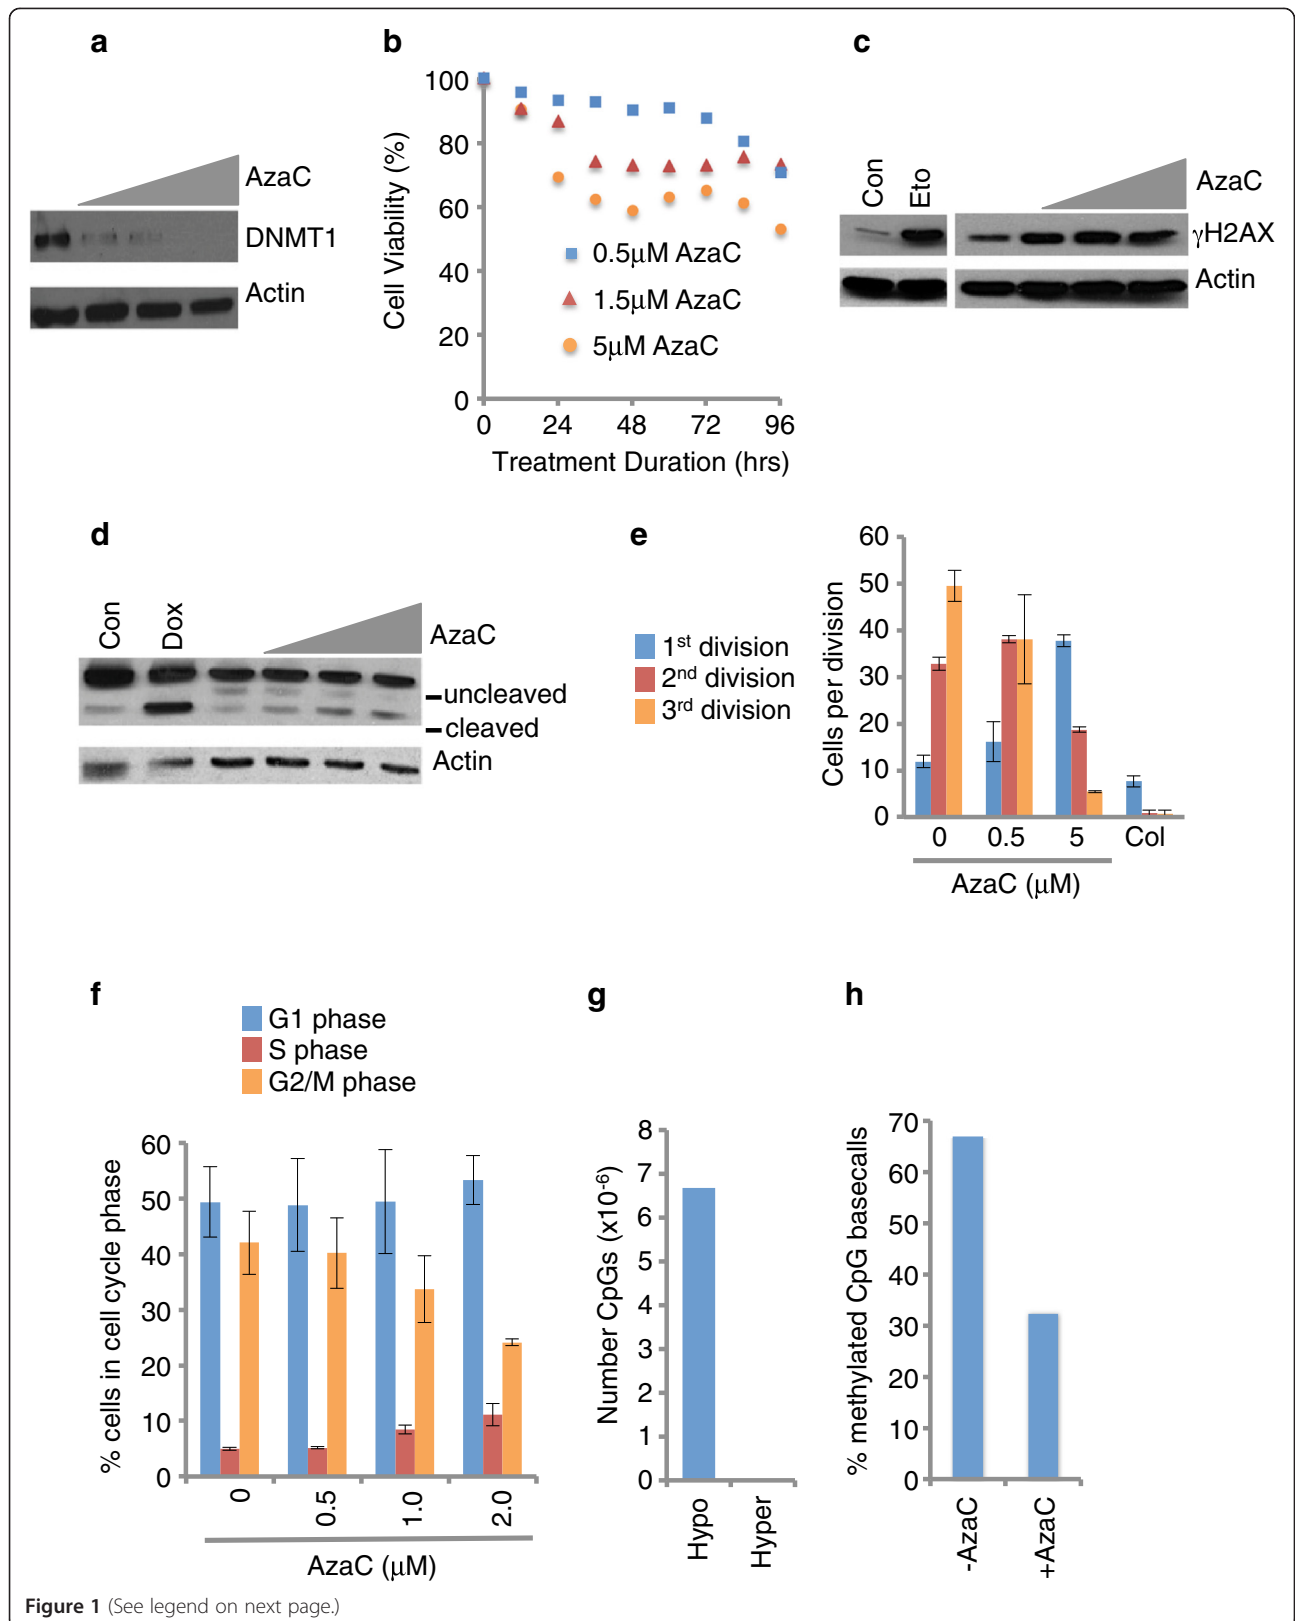 a
AzaC
DNMT1
Actin
b
100
80
60
40
20
0
Cell Viability (%)
0.5μM AzaC
1.5μM AzaC
5μM AzaC
0 24 48 72 96
Treatment Duration (hrs)
c
Con
Eto
AzaC
γH2AX
Actin
d
Con
Dox
AzaC
uncleaved
cleaved
Actin
e
1st division
2nd division
3rd division
60
50
40
30
20
10
0
Cells per division
0 0.5 5 Col
AzaC (μM)
f
G1 phase
S phase
G2/M phase
60
50
40
30
20
10
0
% cells in cell cycle phase
0 0.5 1.0 2.0
AzaC (μM)
g
8
7
6
5
4
3
2
1
0
Number CpGs (x10-6)
Hypo Hyper
h
70
60
50
40
30
20
10
0
% methylated CpG basecalls
-AzaC +AzaC
Figure 1 (See legend on next page.)